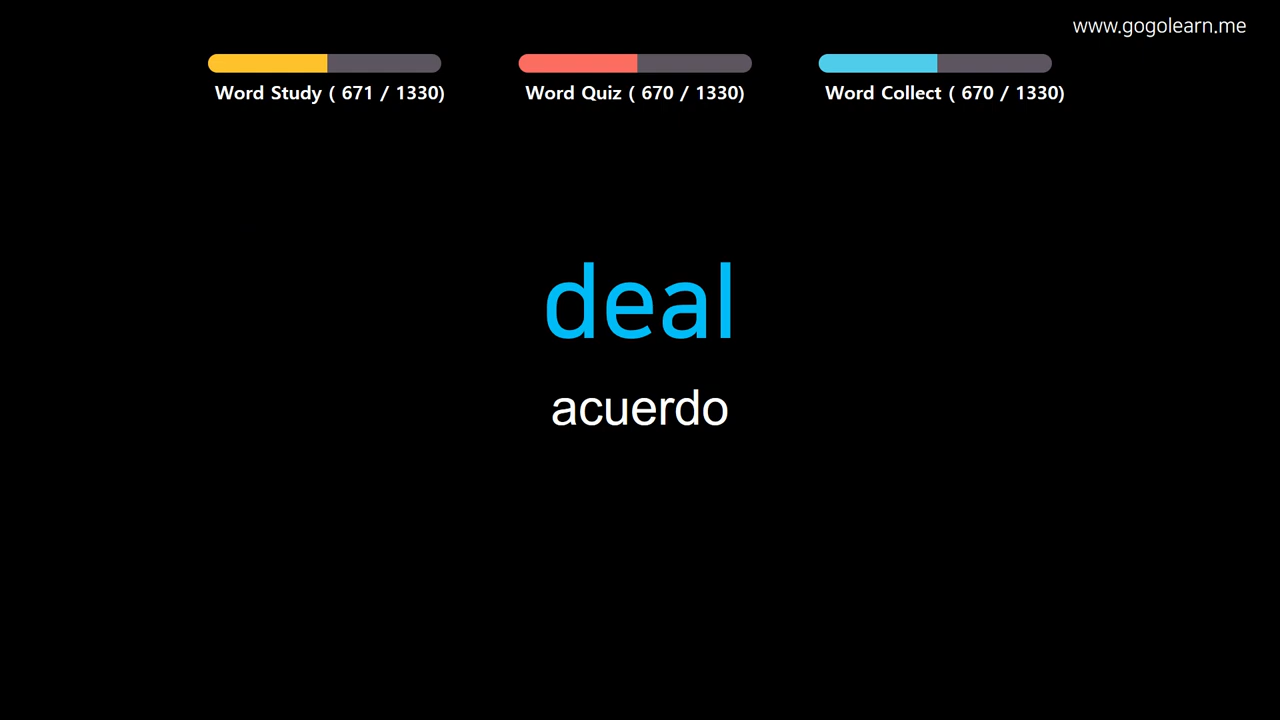 www.gogolearn.me
Word Study ( 671 / 1330)
Word Quiz ( 670 / 1330)
Word Collect ( 670 / 1330)
deal
acuerdo